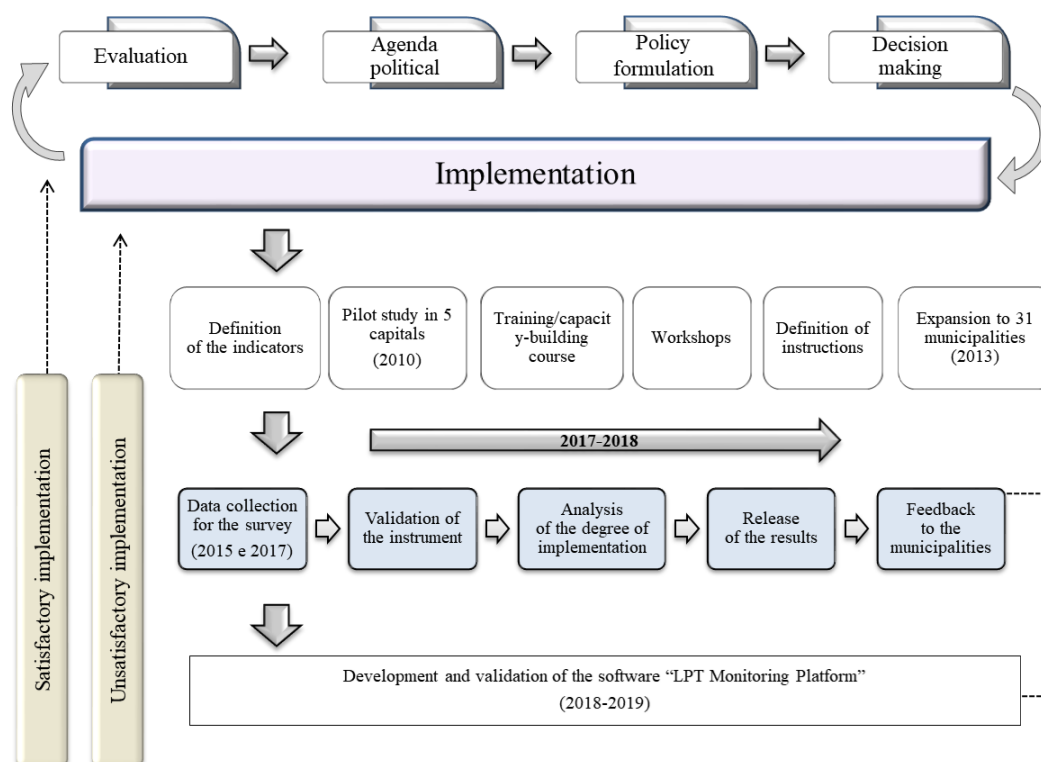 Evaluation
Agenda
political
Policy
formulation
Decision
making
Implementation
Definition
of the indicators
Pilot study in 5
capitals
(2010)
Training/capacit
y-building
course
Workshops
Definition of
instructions
Expansion to 31
municipalities
(2013)
2017-2018
Data collection
for the survey
(2015 e 2017)
Validation of
the instrument
Analysis
of the degree of
implementation
Release
of the results
Feedback
to the
municipalities
Development and validation of the software “LPT Monitoring Platform”
(2018-2019)
Satisfactory implementation
Unsatisfactory implementation